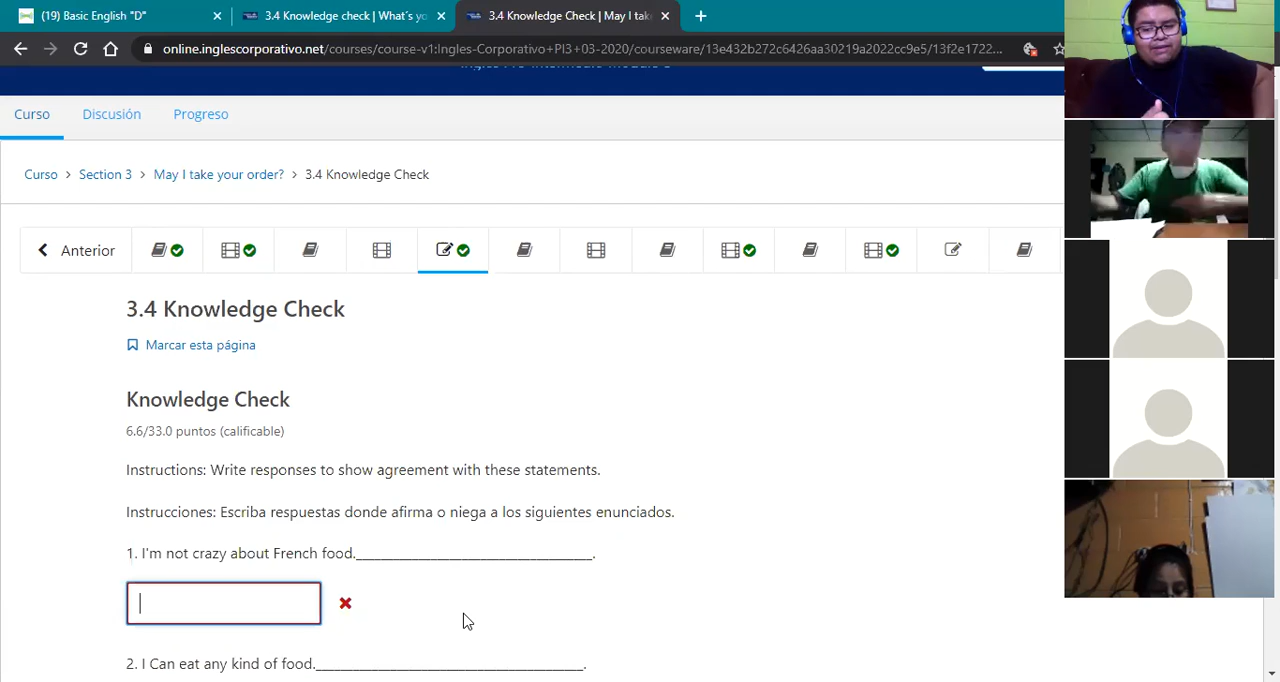 (19) Basic English "D"
3.4 Knowledge check | What's yo
3.4 Knowledge Check | May I tak
online.inglescorporativo.net/courses/course-v1:Ingles-Corporativo+PI3+03-2020/courseware/13e432b272c6426aa30219a2022cc9e5/13f2e1722...
Curso
Discusión
Progreso
Curso > Section 3 > May I take your order? > 3.4 Knowledge Check
Anterior
3.4 Knowledge Check
Marcar esta página
Knowledge Check
6.6/33.0 puntos (calificable)
Instructions: Write responses to show agreement with these statements.
Instrucciones: Escriba respuestas donde afirma o niega a los siguientes enunciados.
1. I'm not crazy about French food.________________________________.
2. I Can eat any kind of food.____________________________________.